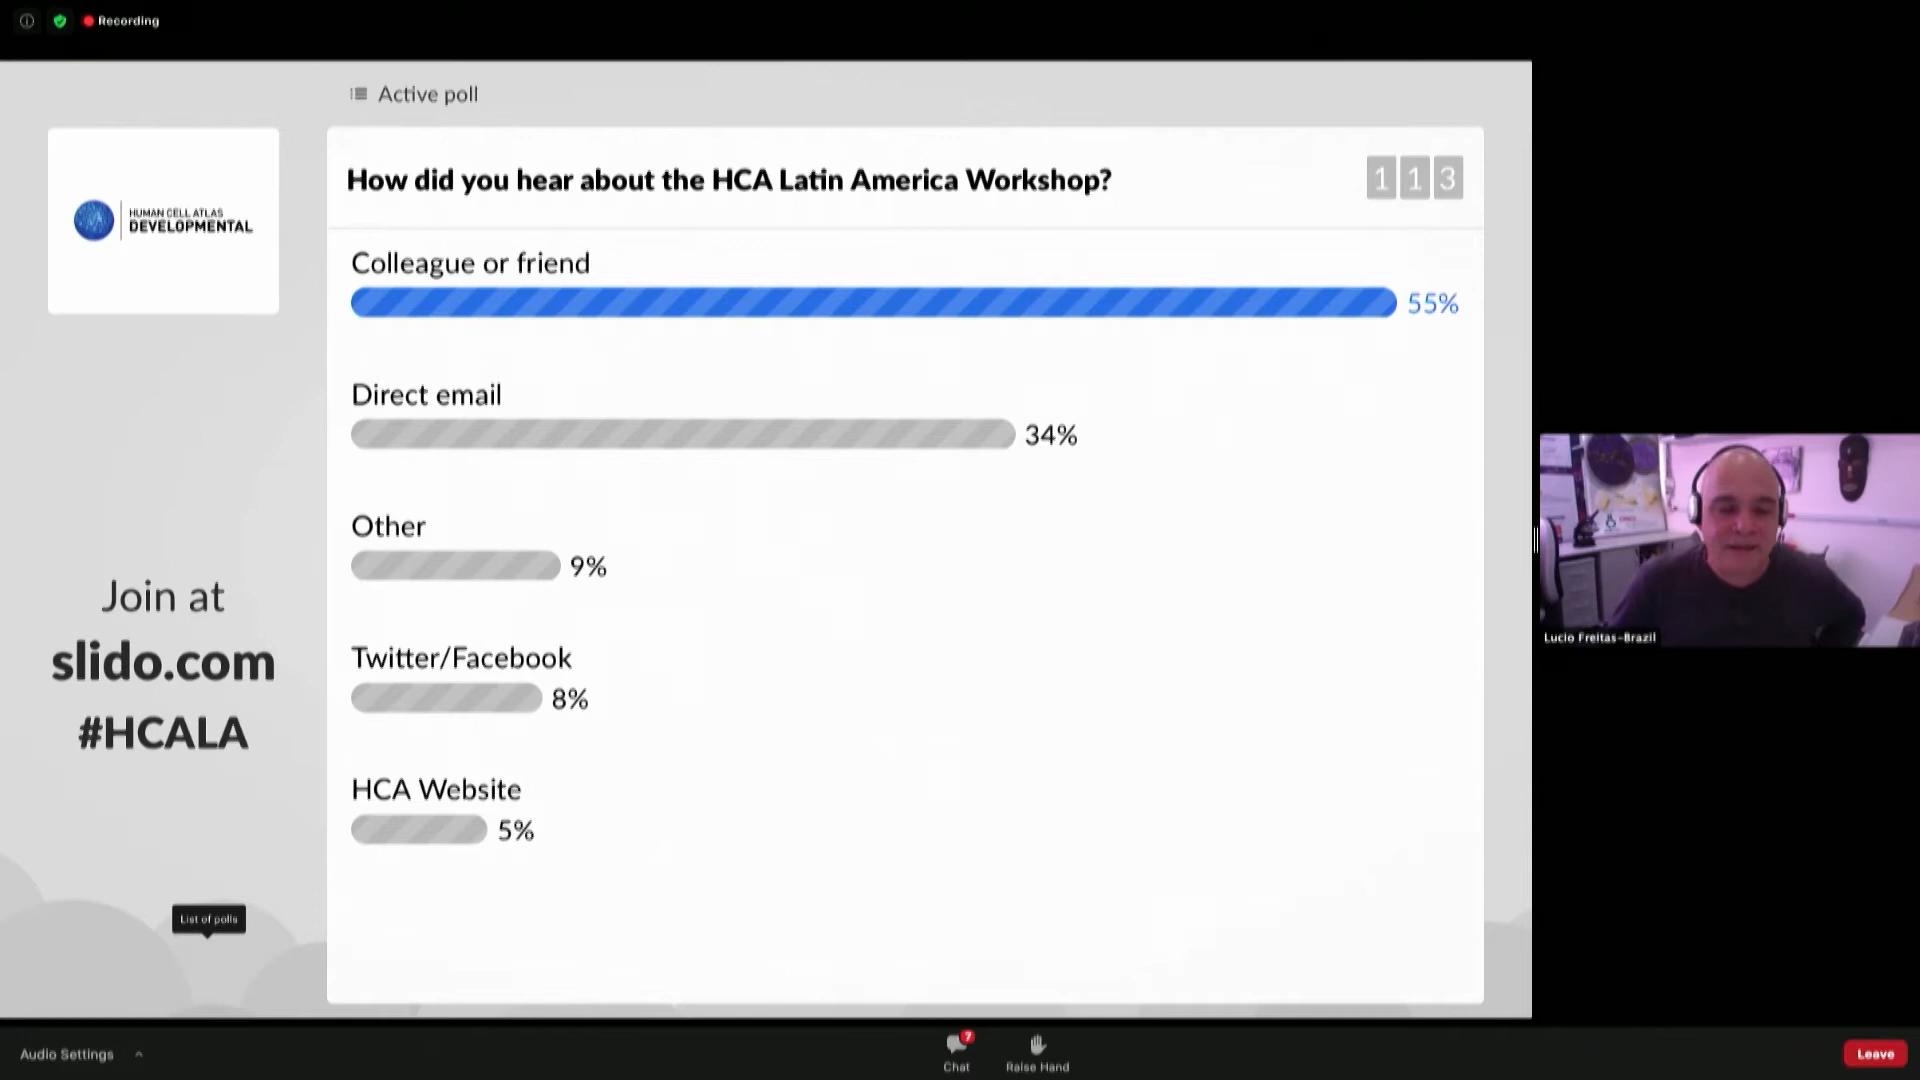 Recording
Active poll
HUMAN CELL ATLAS
DEVELOPMENTAL
How did you hear about the HCA Latin America Workshop?
113
Colleague or friend
55%
Direct email
34%
Other
9%
Twitter/Facebook
8%
HCA Website
5%
Join at
slido.com
#HCALA
List of polls
Lucio Freitas-Brazil
Audio Settings
7
Chat
Raise Hand
Leave